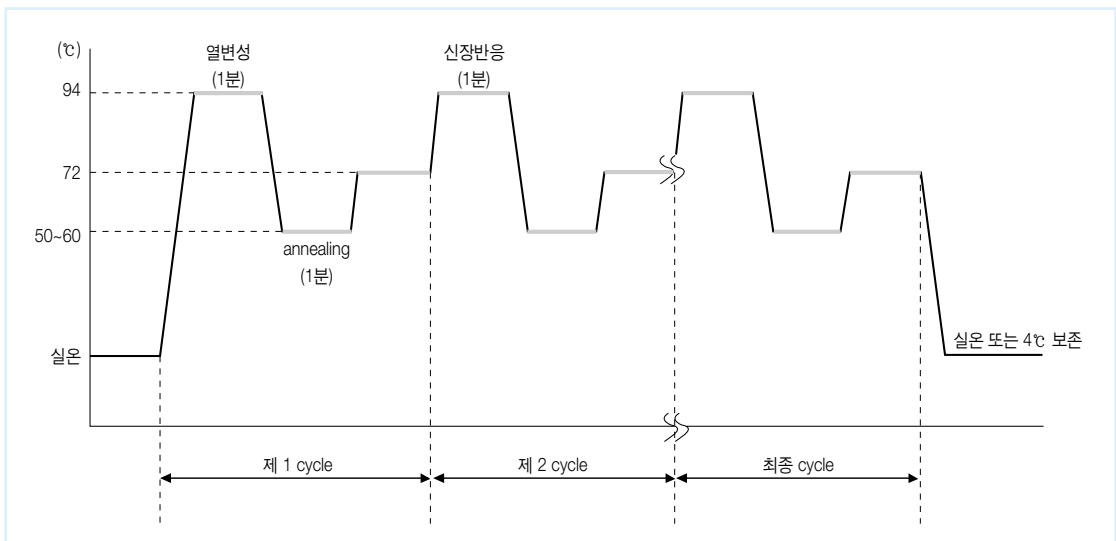 (℃)
열변성
(1분)
신장반응
(1분)
94
72
50~60
annealing
(1분)
실온
실온 또는 4℃ 보존
제 1 cycle
제 2 cycle
최종 cycle